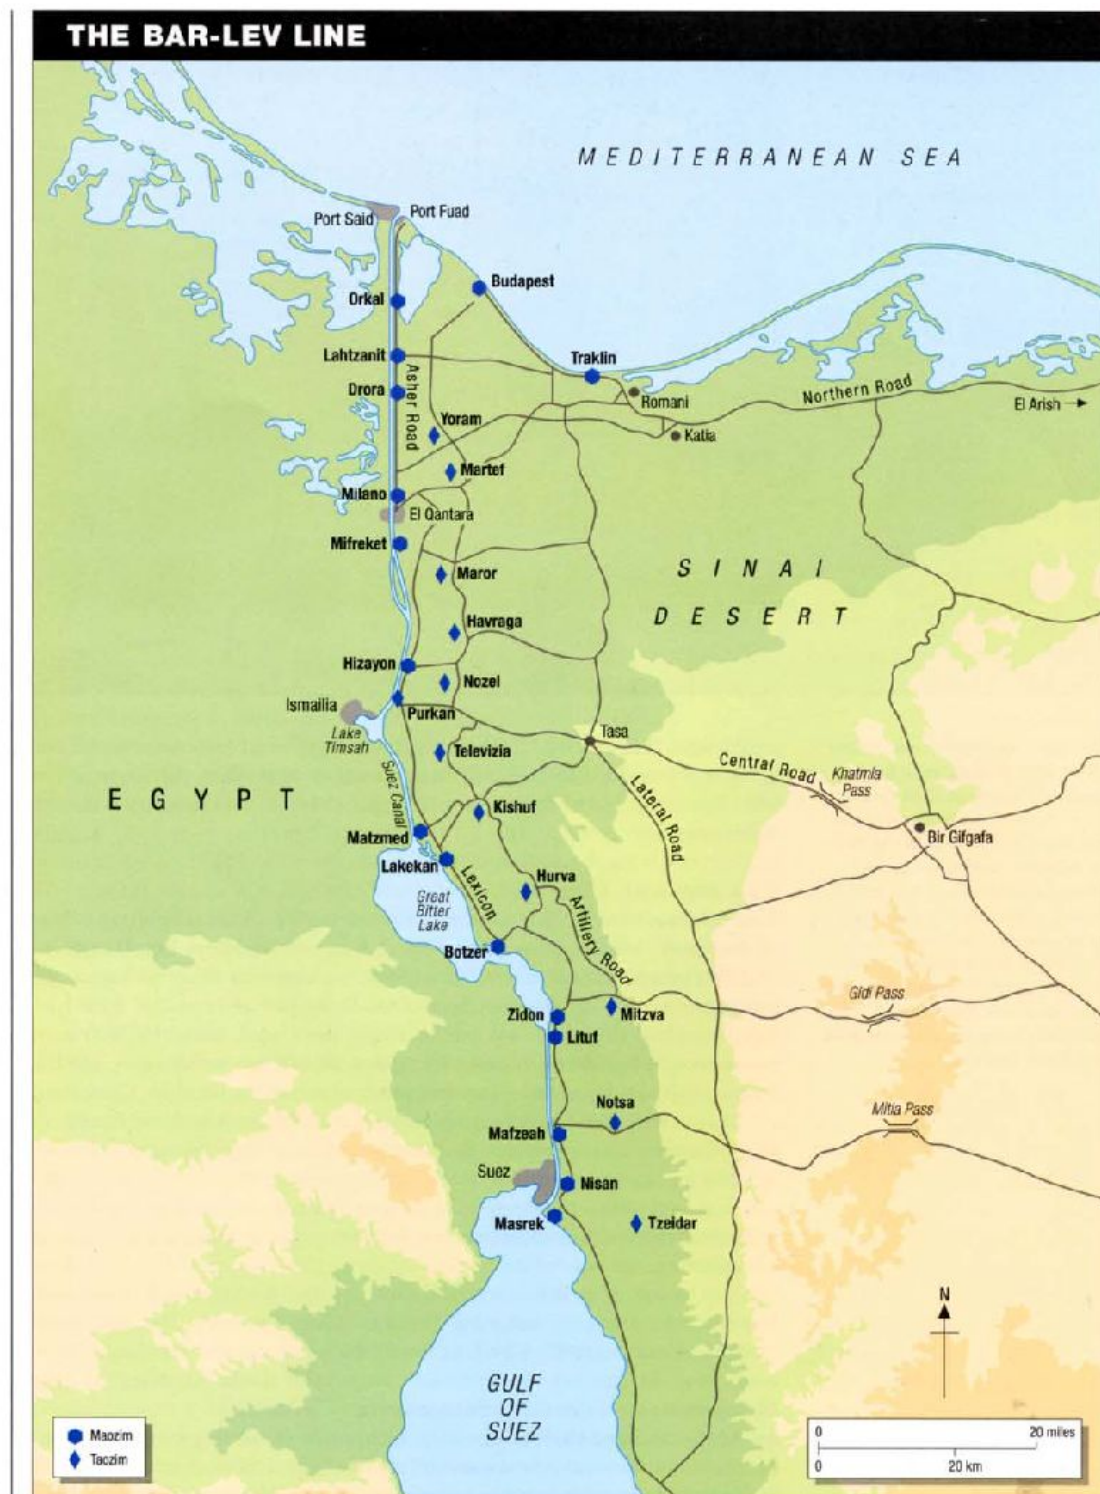 THE BAR-LEV LINE
MEDITERRANEAN SEA
Port Said
Port Fuad
Budapest
Orkal
Lahtzanit
Traklin
Drora
Asher Road
Romani
Northern Road
El Arish
Yoram
Katia
Martef
Milano
El Qantara
Mifreket
Maror
SINAI
DESERT
Havraga
Hizayon
Nozel
Ismailia
Purkan
Lake
Timsah
Tasa
Televizia
Central Road
Khatmia
Pass
EGYPT
Suez Canal
Lateral Road
Kishuf
Matzmed
Bir Gifgafa
Lakekan
Lexicon
Hurva
Great
Bitter
Lake
Artillery Road
Botzer
Gidi Pass
Zidon
Mitzva
Lituf
Notsa
Mitla Pass
Mafzeah
Suez
Nisan
Masrek
Tzeidar
N
GULF
OF
SUEZ
Maozim
Taozim
0 20 miles
0 20 km